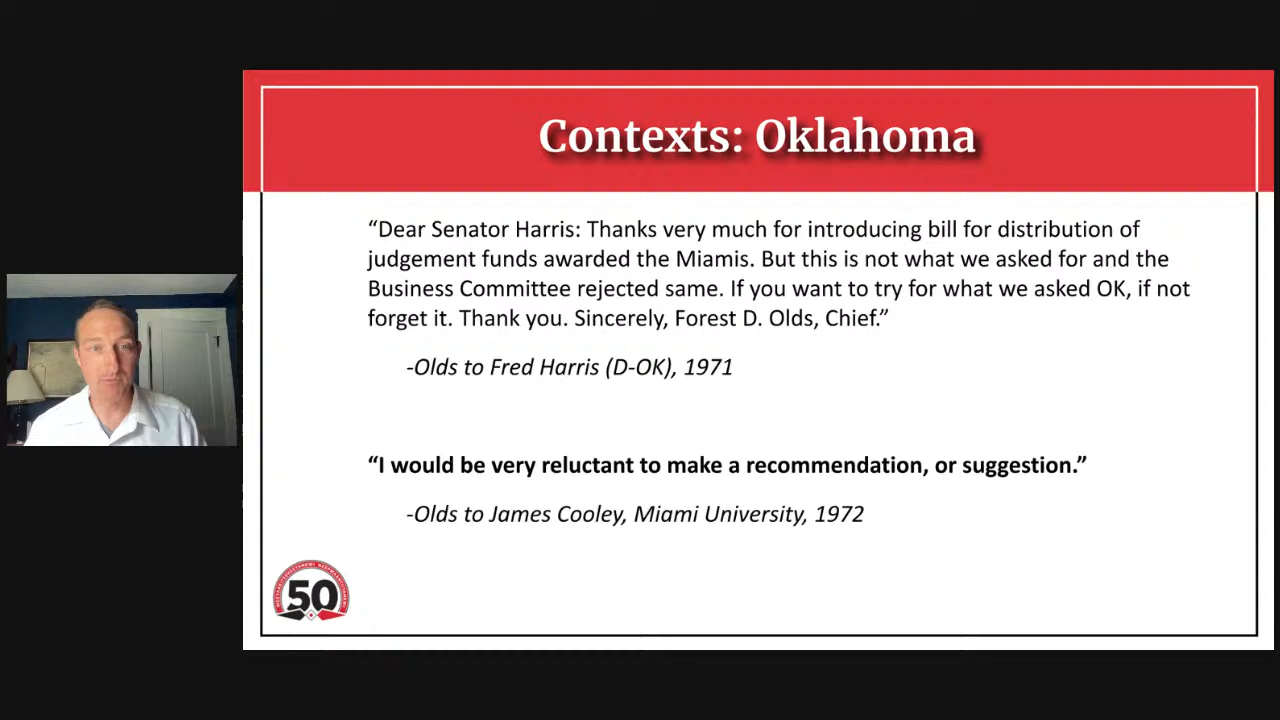 Contexts: Oklahoma
“Dear Senator Harris: Thanks very much for introducing bill for distribution of
judgement funds awarded the Miamis. But this is not what we asked for and the
Business Committee rejected same. If you want to try for what we asked OK, if not
forget it. Thank you. Sincerely, Forest D. Olds, Chief.”
-Olds to Fred Harris (D-OK), 1971
“I would be very reluctant to make a recommendation, or suggestion.”
-Olds to James Cooley, Miami University, 1972
50